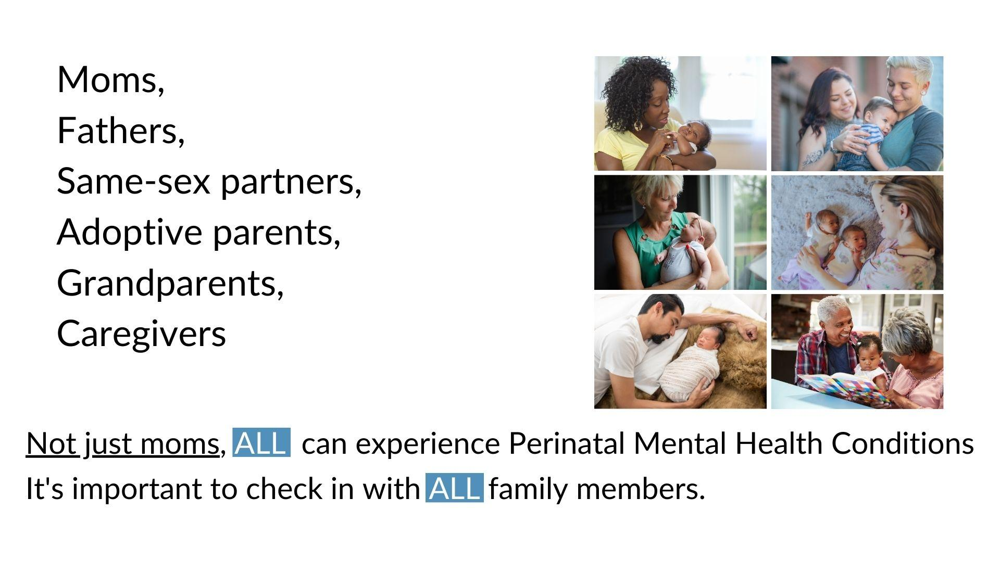 Moms,
Fathers,
Same-sex partners,
Adoptive parents,
Grandparents,
Caregivers
Not just moms, ALL can experience Perinatal Mental Health Conditions
It's important to check in with ALL family members.